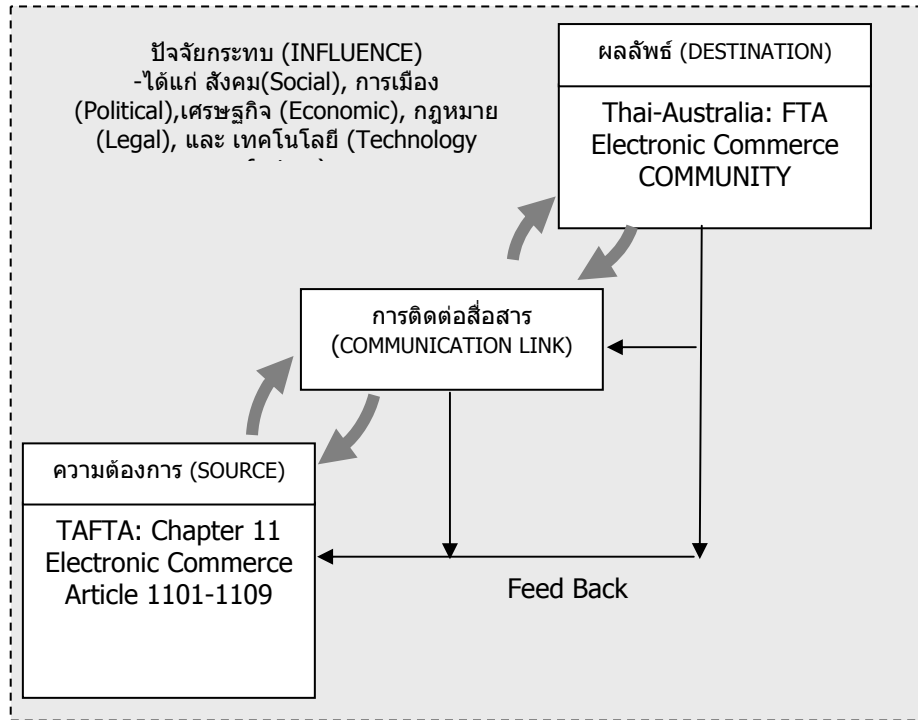 ปัจจัยกระทบ (INFLUENCE)
-ได้แก่ สังคม(Social), การเมือง
(Political),เศรษฐกิจ (Economic), กฎหมาย
(Legal), และ เทคโนโลยี (Technology
ผลลัพธ์ (DESTINATION)
Thai-Australia: FTA
Electronic Commerce
COMMUNITY
การติดต่อสื่อสาร
(COMMUNICATION LINK)
ความต้องการ (SOURCE)
TAFTA: Chapter 11
Electronic Commerce
Article 1101-1109
Feed Back